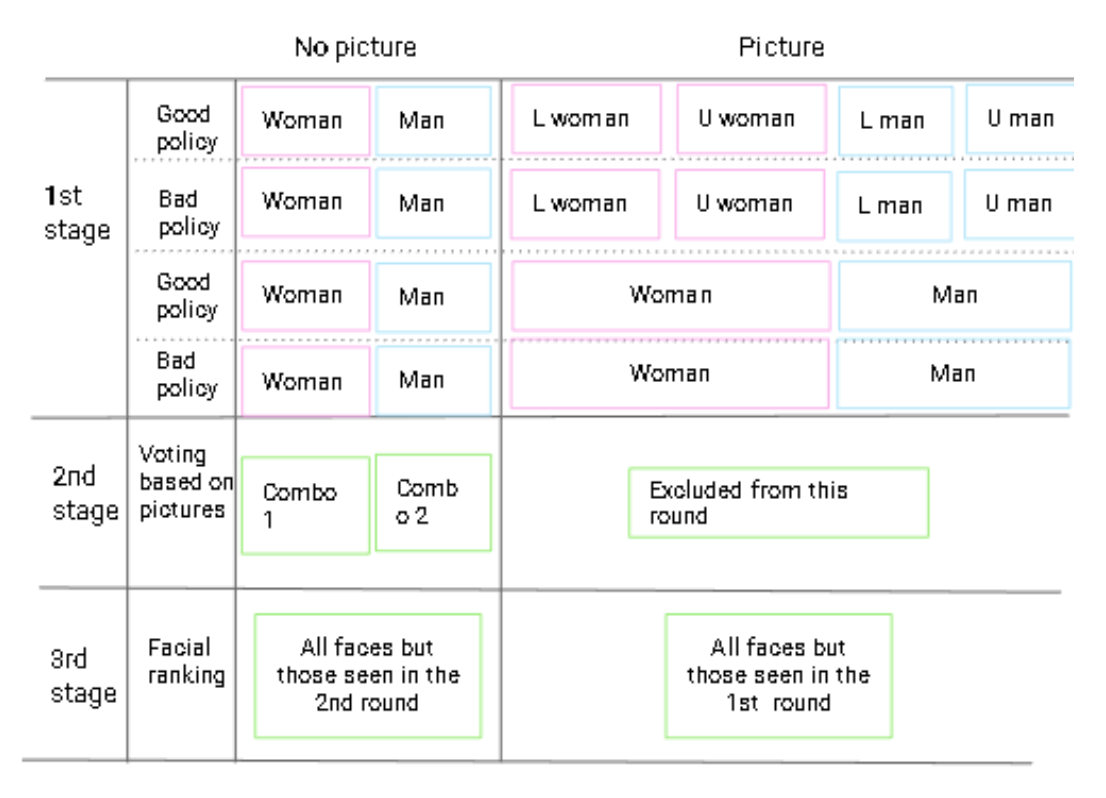 No picture
Picture
1st
stage
Good
policy
Woman
Man
L woman
U woman
L man
U man
Bad
policy
Woman
Man
L woman
U woman
L man
U man
Good
policy
Woman
Man
Woman
Man
Bad
policy
Woman
Man
Woman
Man
2nd
stage
Voting
based on
pictures
Combo
1
Comb
o 2
Excluded from this
round
3rd
stage
Facial
ranking
All faces but
those seen in the
2nd round
All faces but
those seen in the
1st round